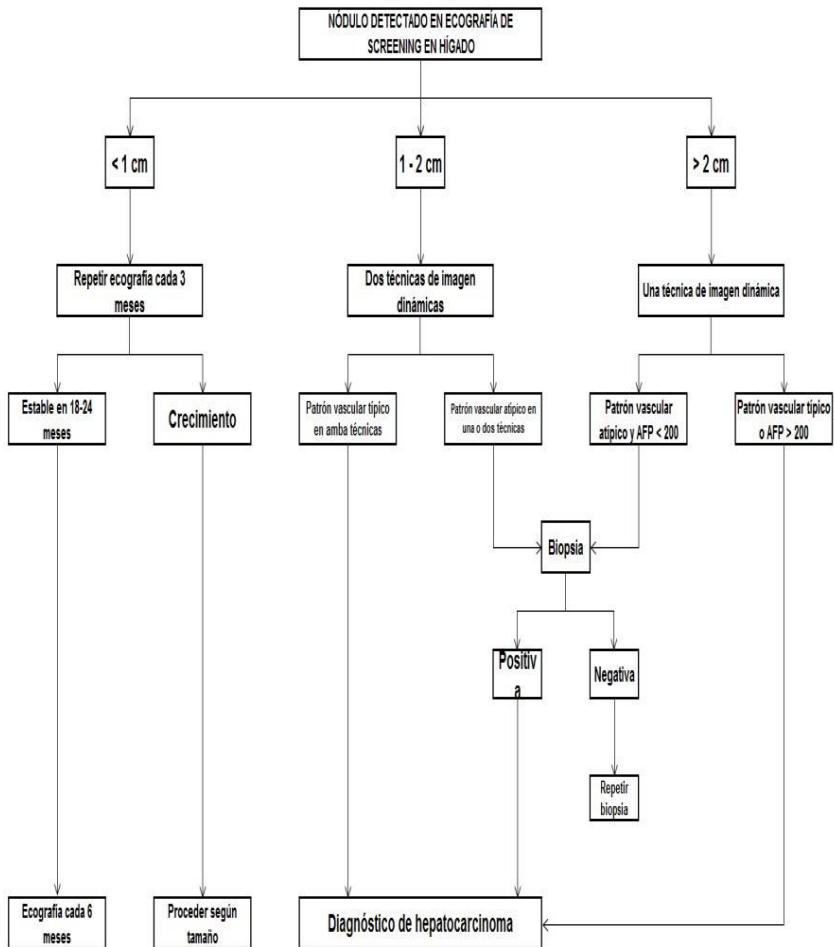 NÓDULO DETECTADO EN ECOGRAFÍA DE
SCREENING EN HÍGADO
< 1 cm
1 - 2 cm
> 2 cm
Repetir ecografía cada 3
meses
Dos técnicas de imagen
dinámicas
Una técnica de imagen dinámica
Estable en 18-24
meses
Crecimiento
Patrón vascular típico
en amba técnicas
Patrón vascular atipico en
una o dos técnicas
Patrón vascular
atípico y AFP < 200
Patrón vascular típico
o AFP > 200
Biopsia
Positiv
a
Negativa
Repetir
biopsia
Ecografía cada 6
meses
Proceder según
tamaño
Diagnóstico de hepatocarcinoma